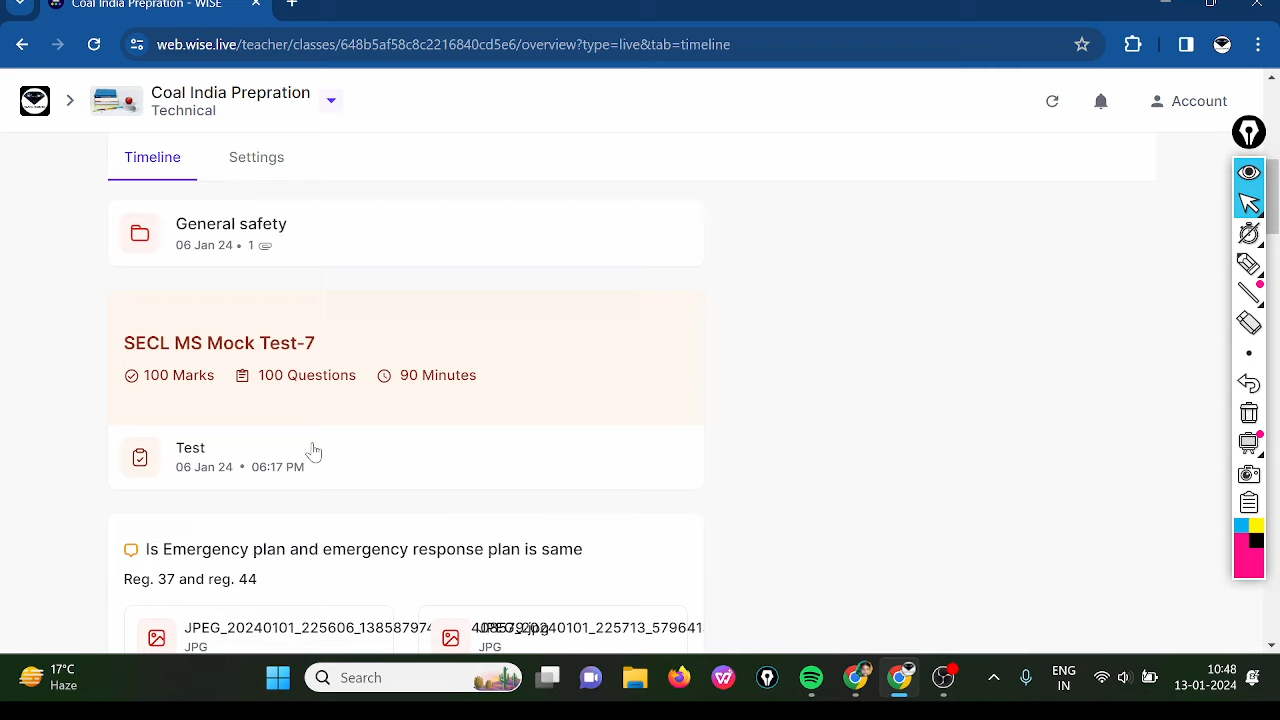 Coal India Prepration - WISE
web.wise.live/teacher/classes/648b5af58c8c2216840cd5e6/overview?type=live&tab=timeline
Coal India Prepration
Technical
Account
Timeline
Settings
General safety
06 Jan 24 • 1
SECL MS Mock Test-7
100 Marks 100 Questions 90 Minutes
Test
06 Jan 24 • 06:17 PM
Is Emergency plan and emergency response plan is same
Reg. 37 and reg. 44
JPG
JPG
17°C
Haze
Search
ENG
IN
10:48
13-01-2024